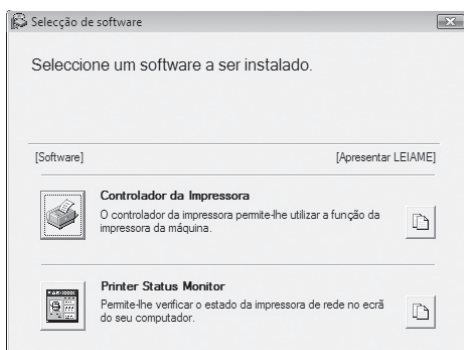 Selecção de software
Seleccione um software a ser instalado.
[Software] [Apresentar LEIAME]
Controlador da Impressora
O controlador da impressora permite-lhe utilizar a função da
impressora da máquina.
Printer Status Monitor
Permite-lhe verificar o estado da impressora de rede no ecrã
do seu computador.